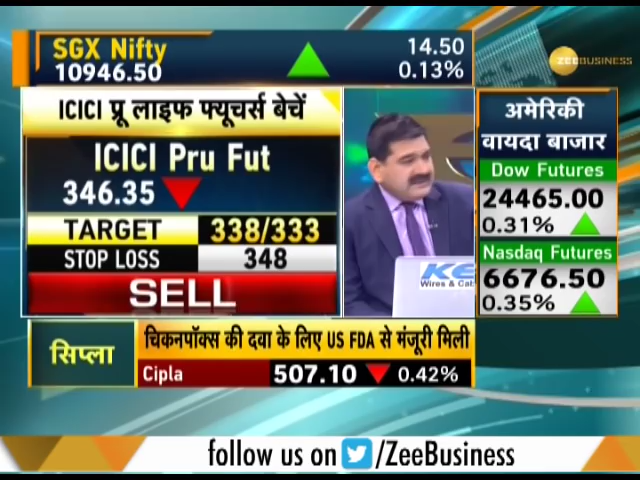 SGX Nifty
10946.50
14.50
0.13%
ZEEBUSINESS
ICICI प्रू लाइफ फ्यूचर्स बेचें
ICICI Pru Fut
346.35
TARGET 338/333
STOP LOSS 348
SELL
KEI
Wires & Cab
अमेरिकी
वायदा बाजार
Dow Futures
24465.00
0.31%
Nasdaq Futures
6676.50
0.35%
सिप्ला
चिकनपॉक्स की दवा के लिए US FDA से मंजूरी मिली
Cipla 507.10 0.42%
follow us on /ZeeBusiness